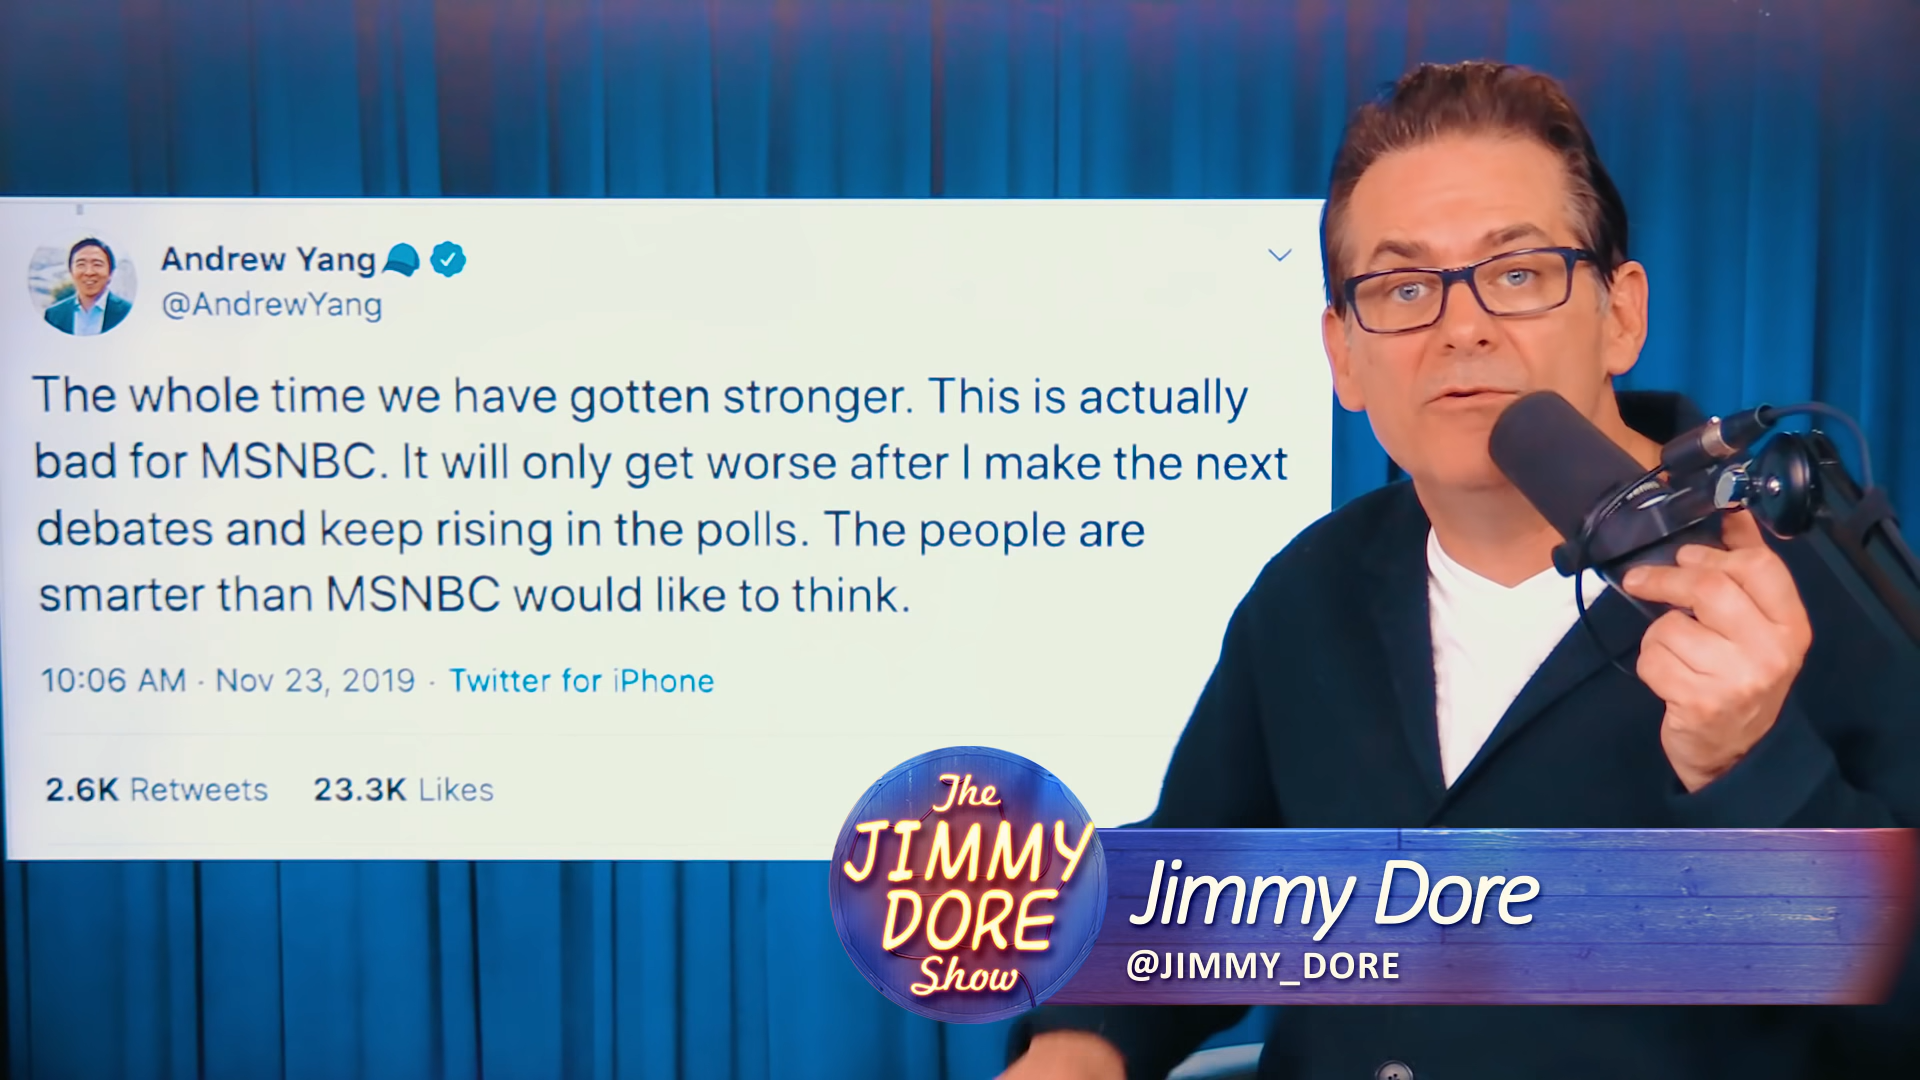 Andrew Yang
@AndrewYang
The whole time we have gotten stronger. This is actually
bad for MSNBC. It will only get worse after I make the next
debates and keep rising in the polls. The people are
smarter than MSNBC would like to think.
10:06 AM · Nov 23, 2019 · Twitter for iPhone
2.6K Retweets 23.3K Likes
The
JIMMY
DORE
Show
Jimmy Dore
@JIMMY_DORE